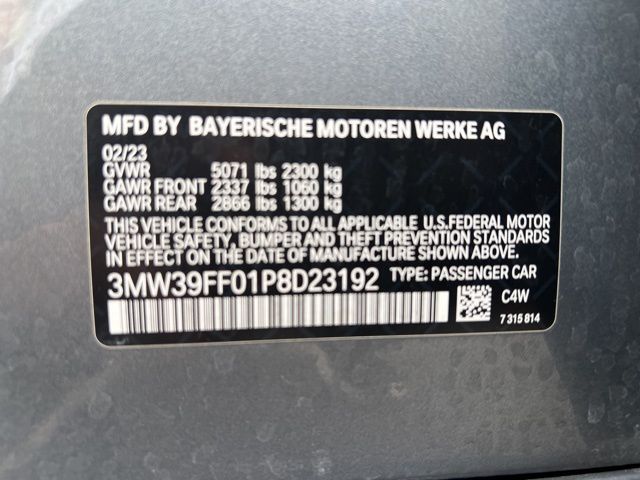 MFD BY BAYERISCHE MOTOREN WERKE AG
02/23
GVWR 5071 lbs 2300 kg
GAWR FRONT 2337 lbs 1060 kg
GAWR REAR 2866 lbs 1300 kg
THIS VEHICLE CONFORMS TO ALL APPLICABLE U.S.FEDERAL MOTOR
VEHICLE SAFETY, BUMPER AND THEFT PREVENTION STANDARDS
IN EFFECT ON THE DATE OF MANUFACTURE SHOWN ABOVE.
3MW39FF01P8D23192 TYPE: PASSENGER CAR
C4W
7 315 814